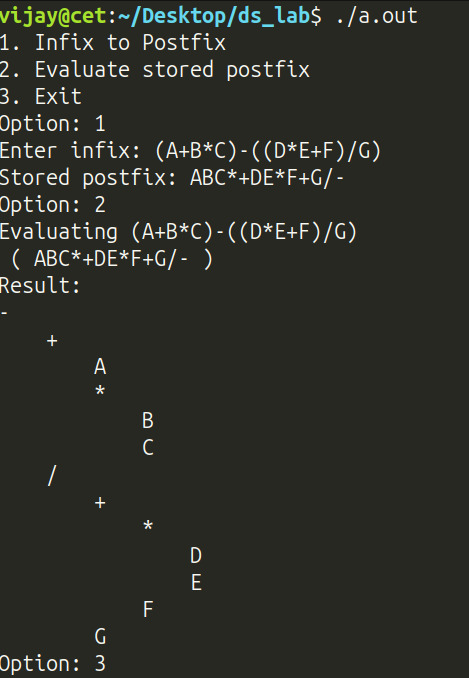 vijay@cet:~/Desktop/ds_lab$ ./a.out
1. Infix to Postfix
2. Evaluate stored postfix
3. Exit
Option: 1
Enter infix: (A+B*C)-((D*E+F)/G)
Stored postfix: ABC*+DE*F+G/-
Option: 2
Evaluating (A+B*C)-((D*E+F)/G)
 ( ABC*+DE*F+G/- )
Result:
-
    +
        A
        *
            B
            C
    /
        +
            *
                D
                E
            F
        G
Option: 3